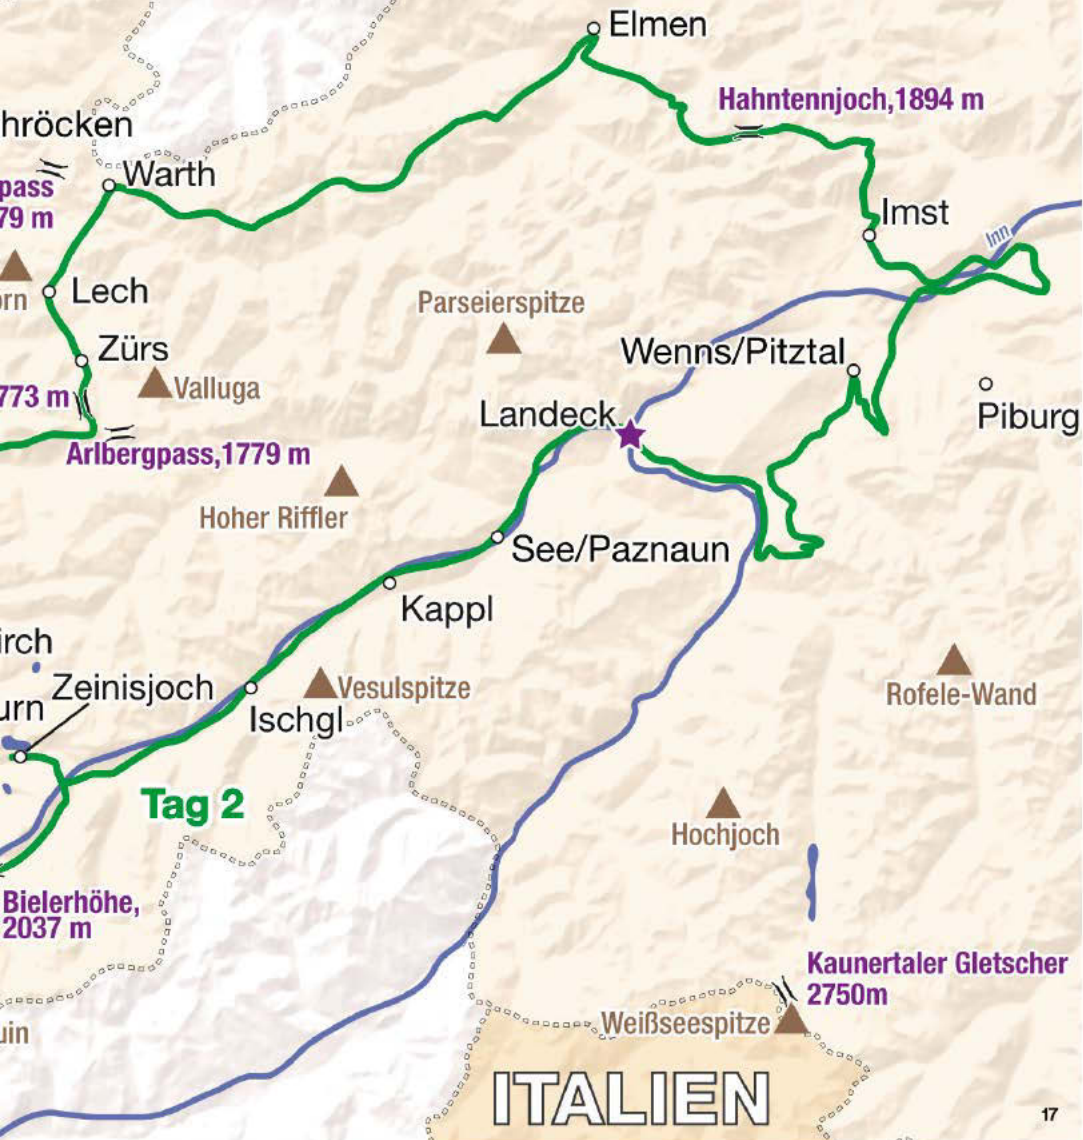 Elmen
Hahntennjoch,1894 m
hröcken
Warth
pass
79 m
Imst
Inn
Lech
orn
Parseierspitze
Zürs
Wenns/Pitztal
Valluga
773 m
Piburg
Landeck
Arlbergpass,1779 m
Hoher Riffler
See/Paznaun
Kappl
irch
Zeinisjoch
Vesulspitze
Rofele-Wand
urn
Ischgl
Tag 2
Hochjoch
Bielerhöhe,
2037 m
Kaunertaler Gletscher
2750m
Weißseespitze
uin
ITALIEN
17